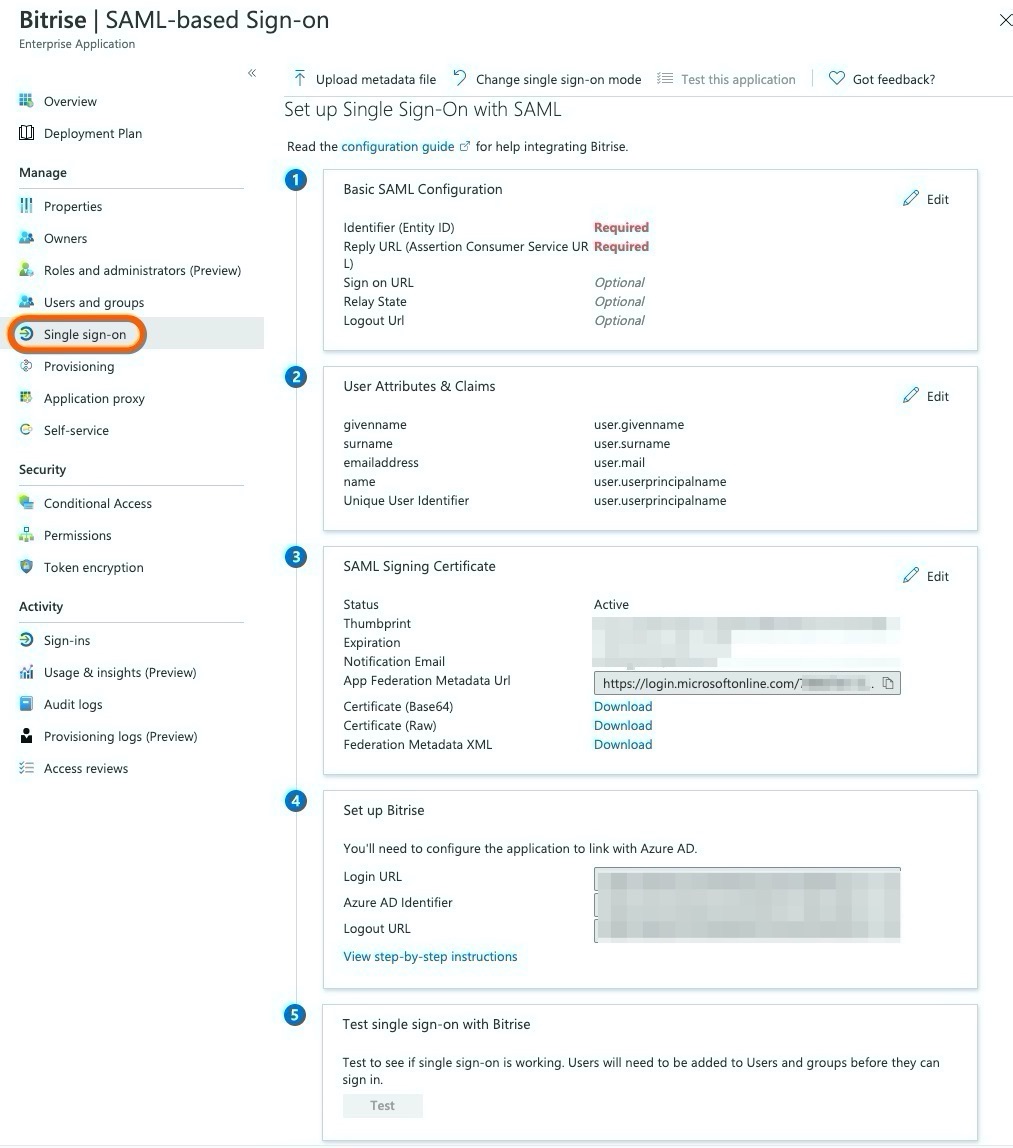 Bitrise | SAML-based Sign-on
Enterprise Application
«
Overview
Deployment Plan
Manage
Properties
Owners
Roles and administrators (Preview)
Users and groups
Single sign-on
Provisioning
Application proxy
Self-service
Security
Conditional Access
Permissions
Token encryption
Activity
Sign-ins
Usage & insights (Preview)
Audit logs
Provisioning logs (Preview)
Access reviews
Upload metadata file Change single sign-on mode Test this application Got feedback?
Set up Single Sign-On with SAML
Read the configuration guide for help integrating Bitrise.
1
Basic SAML Configuration
Edit
Identifier (Entity ID) Required
Reply URL (Assertion Consumer Service UR Required
L)
Sign on URL Optional
Relay State Optional
Logout Url Optional
2
User Attributes & Claims
Edit
givenname user.givenname
surname user.surname
emailaddress user.mail
name user.userprincipalname
Unique User Identifier user.userprincipalname
3
SAML Signing Certificate
Edit
Status Active
Thumbprint
Expiration
Notification Email
App Federation Metadata Url https://login.microsoftonline.com/
Certificate (Base64) Download
Certificate (Raw) Download
Federation Metadata XML Download
4
Set up Bitrise
You'll need to configure the application to link with Azure AD.
Login URL
Azure AD Identifier
Logout URL
View step-by-step instructions
5
Test single sign-on with Bitrise
Test to see if single sign-on is working. Users will need to be added to Users and groups before they can
sign in.
Test